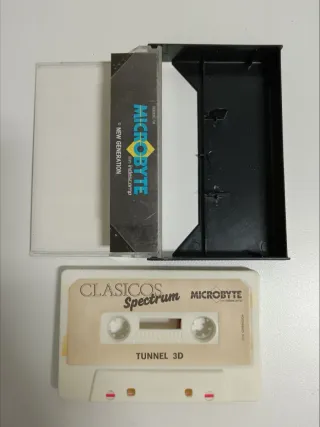 MICROBYTE
© NEW GENERATION
CLASICOS
Spectrum
MICROBYTE
TUNNEL 3D